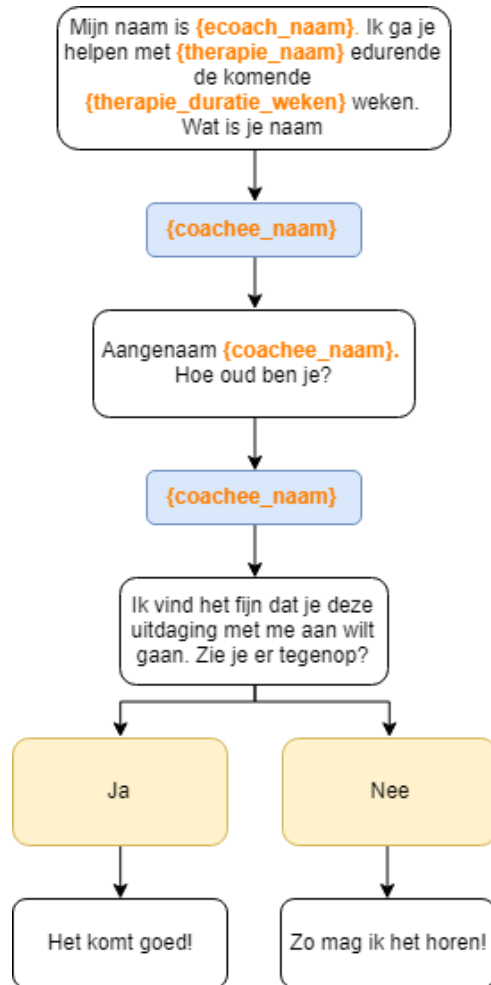 Mijn naam is {ecoach_naam}. Ik ga je
helpen met {therapie_naam} edurende
de komende
{therapie_duratie_weken} weken.
Wat is je naam
{coachee_naam}
Aangenaam {coachee_naam}.
Hoe oud ben je?
{coachee_naam}
Ik vind het fijn dat je deze
uitdaging met me aan wilt
gaan. Zie je er tegenop?
Ja
Nee
Het komt goed!
Zo mag ik het horen!